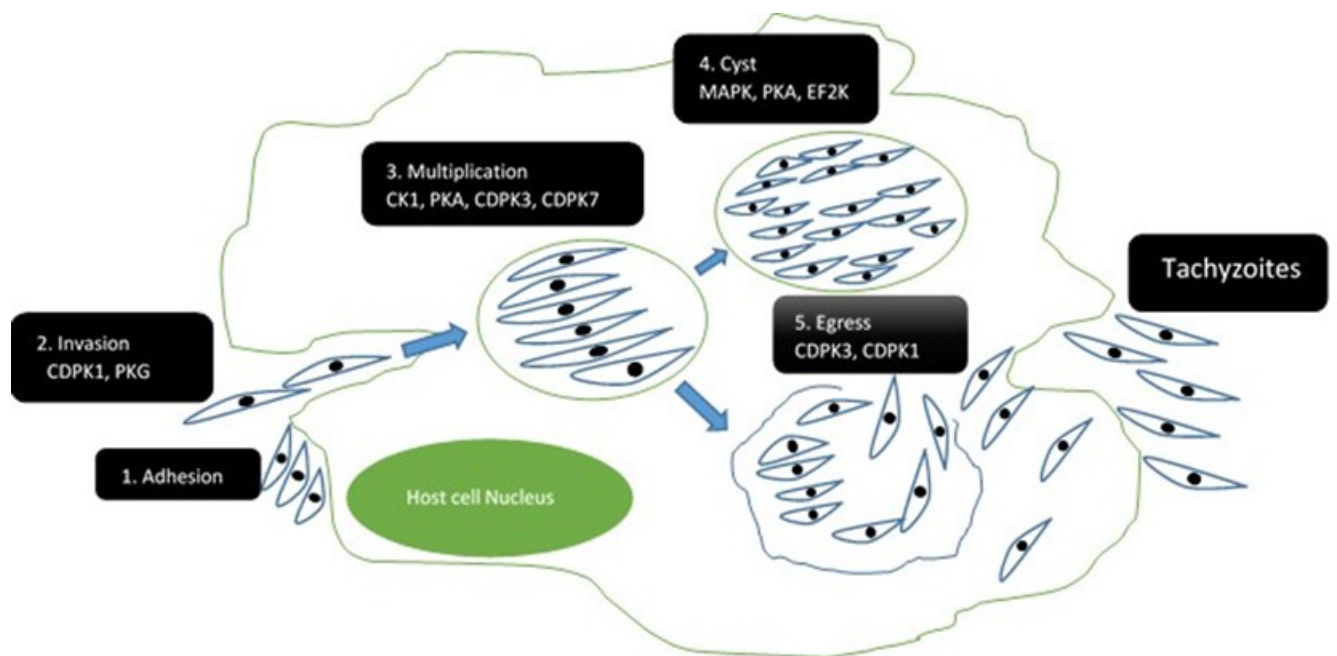 1. Adhesion
2. Invasion
CDPK1, PKG
3. Multiplication
CK1, PKA, CDPK3, CDPK7
4. Cyst
MAPK, PKA, EF2K
5. Egress
CDPK3, CDPK1
Tachyzoites
Host cell Nucleus